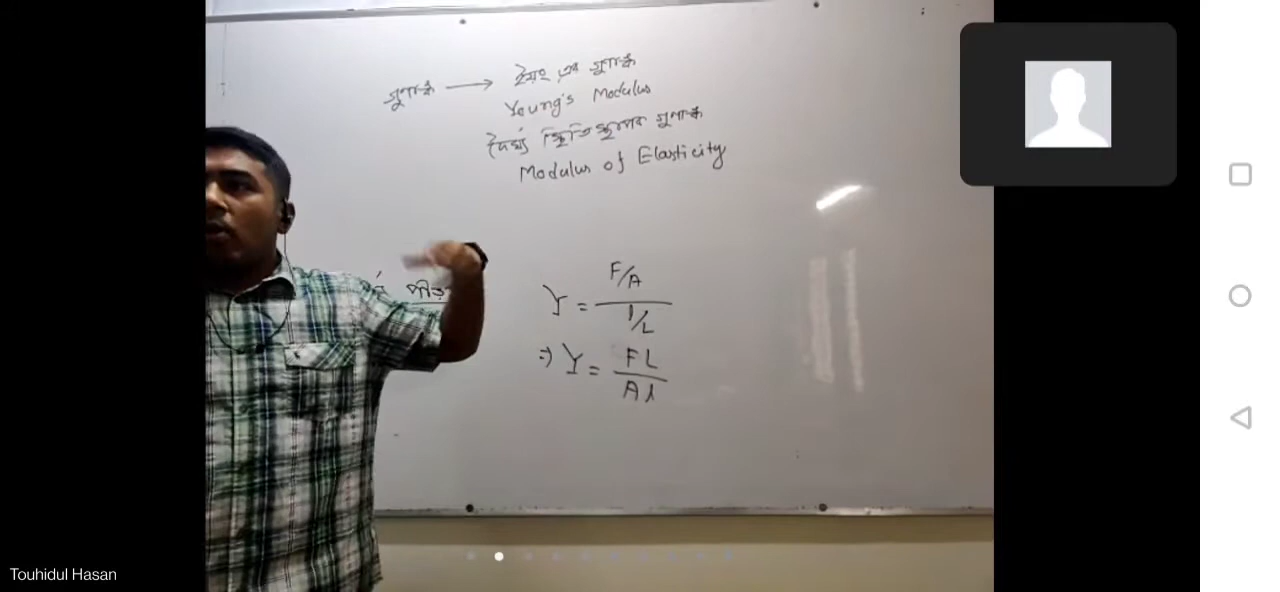 গুণাঙ্ক → ইয়ং এর গুণাঙ্ক
Young's Modulus
দৈর্ঘ্য স্থিতিস্থাপক গুণাঙ্ক
Modulus of Elasticity
Y = F/A / l/L
⇒ Y = FL / Al
Touhidul Hasan